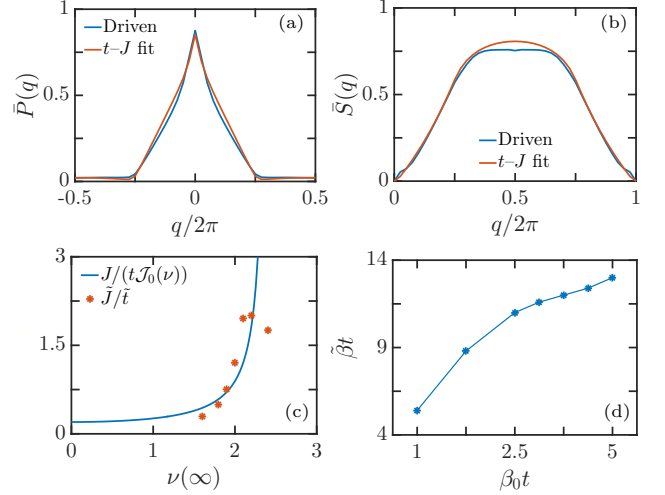 1
0.5
0
P̄(q)
Driven
t–J fit
(a)
-0.5
0
0.5
q/2π
1
0.5
0
S̄(q)
(b)
Driven
t–J fit
0
0.5
1
q/2π
3
1.5
0
J/(t𝒥₀(ν))
J̃/t̃
(c)
0
1
2
3
ν(∞)
14
9
4
β̃t
(d)
1
2.5
5
β₀t